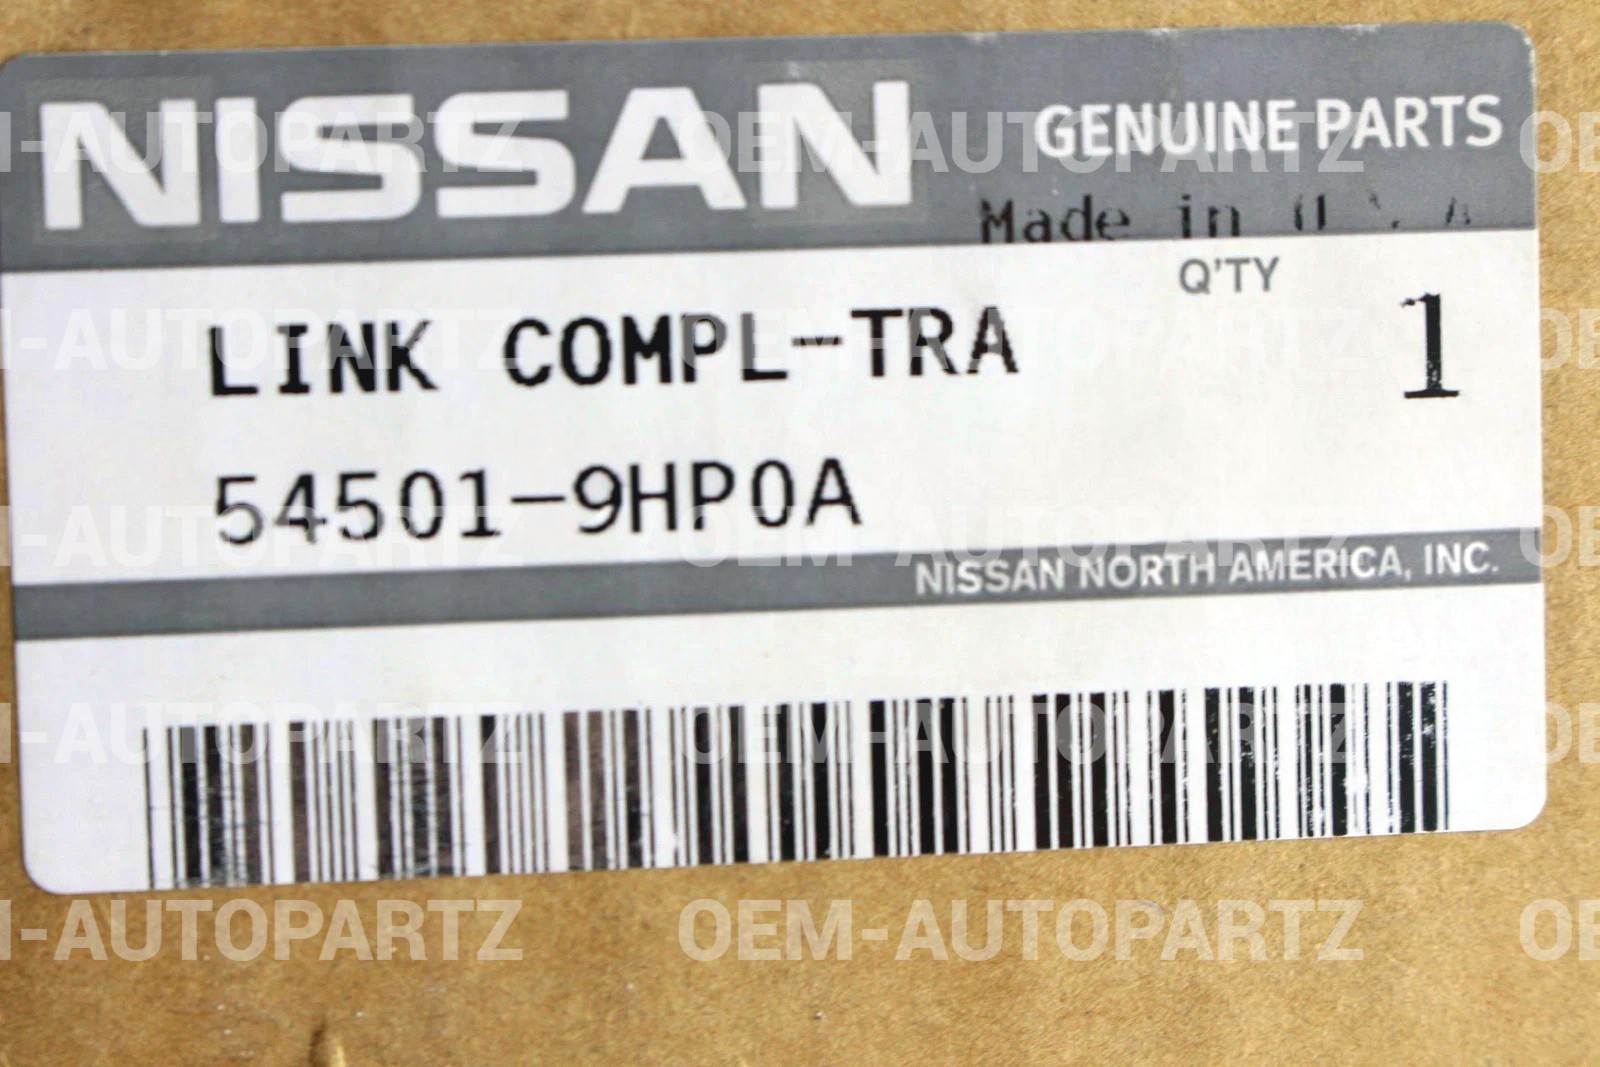 NISSAN
GENUINE PARTS
Made in U.S.A
Q'TY
1
LINK COMPL-TRA
54501-9HP0A
NISSAN NORTH AMERICA, INC.
OEM-AUTOPARTZ